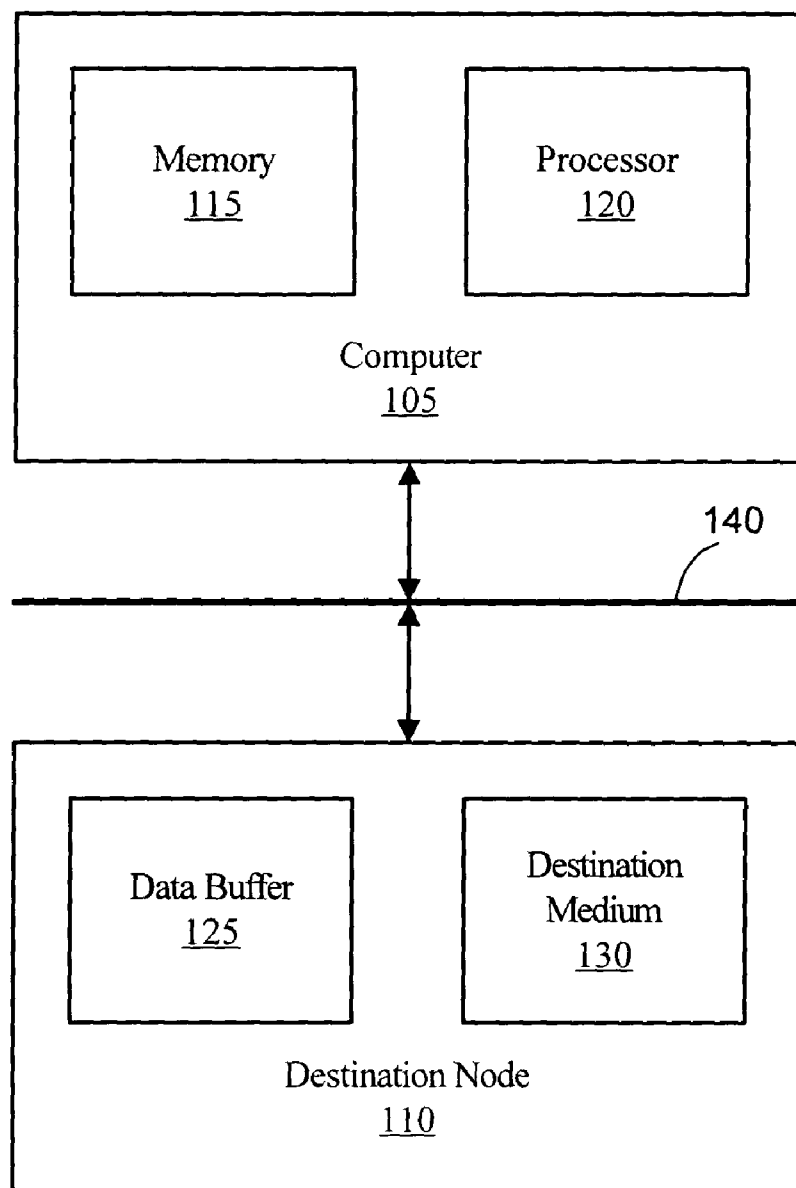 Memory
115
Processor
120
Computer
105
140
Data Buffer
125
Destination
Medium
130
Destination Node
110